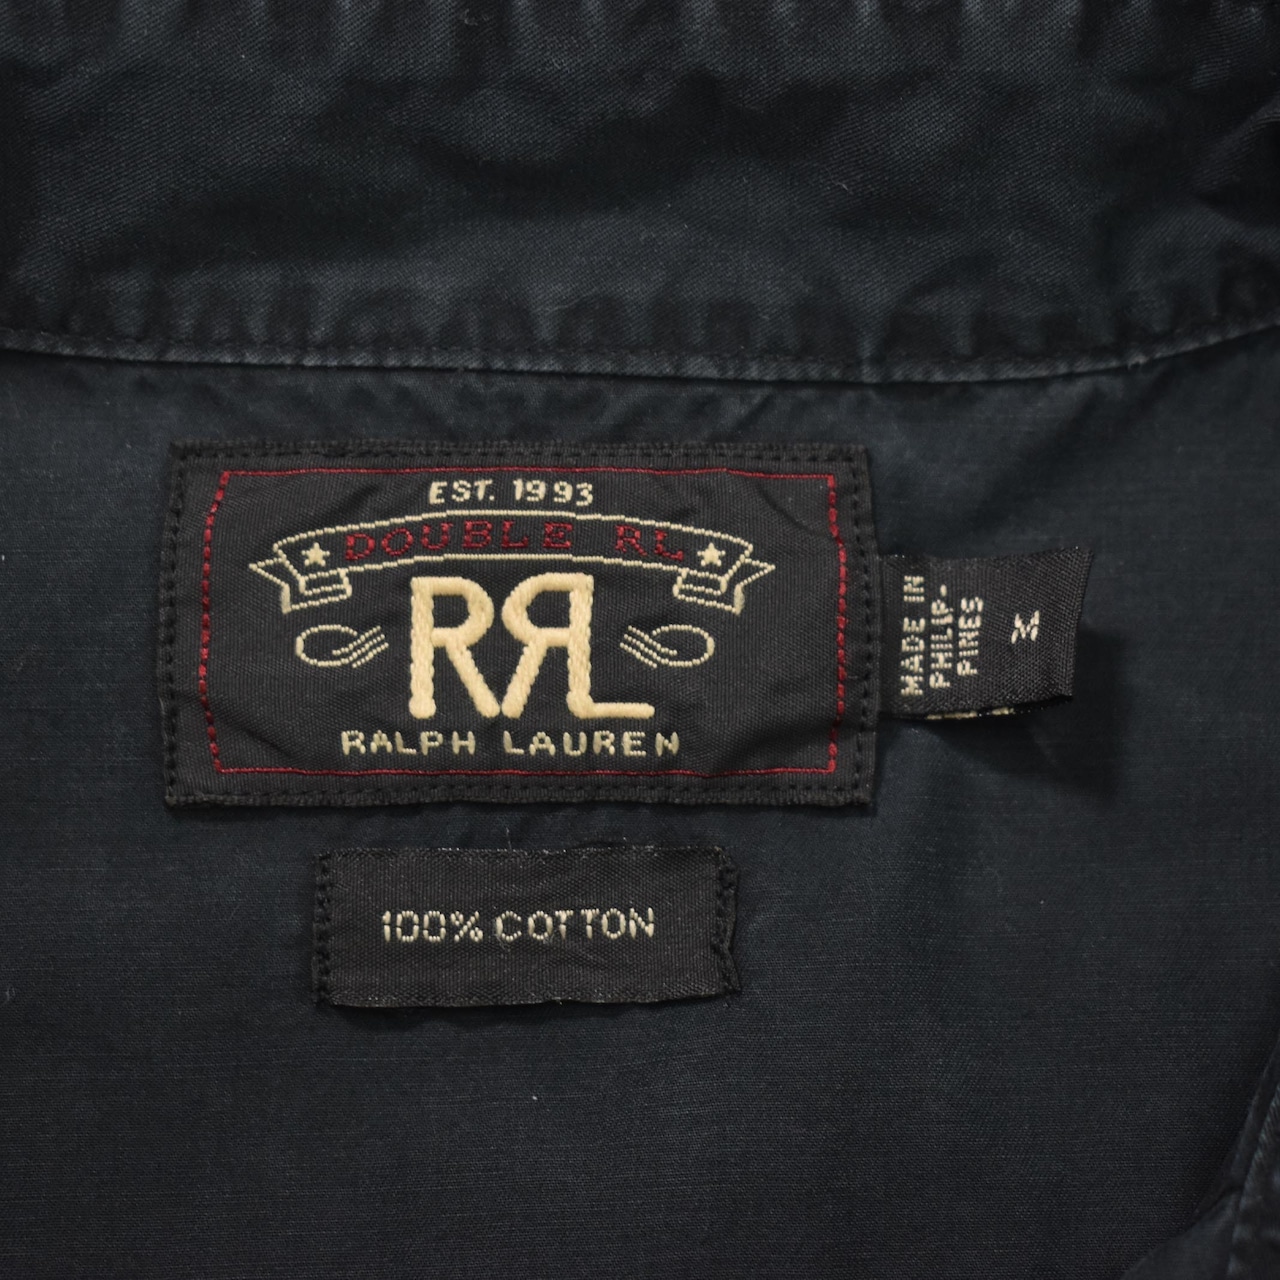 EST. 1993
DOUBLE RL
RRL
RALPH LAUREN
MADE IN
PHILIP-
PINES
M
100% COTTON